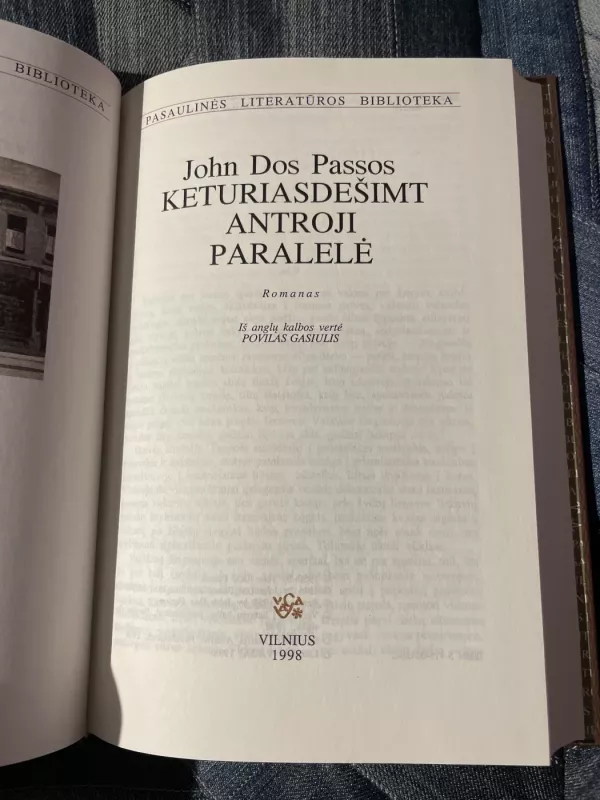 BIBLIOTEKA
PASAULINĖS LITERATŪROS BIBLIOTEKA
John Dos Passos
KETURIASDEŠIMT
ANTROJI
PARALELĖ
Romanas
Iš anglų kalbos vertė
POVILAS GASIULIS
VILNIUS
1998